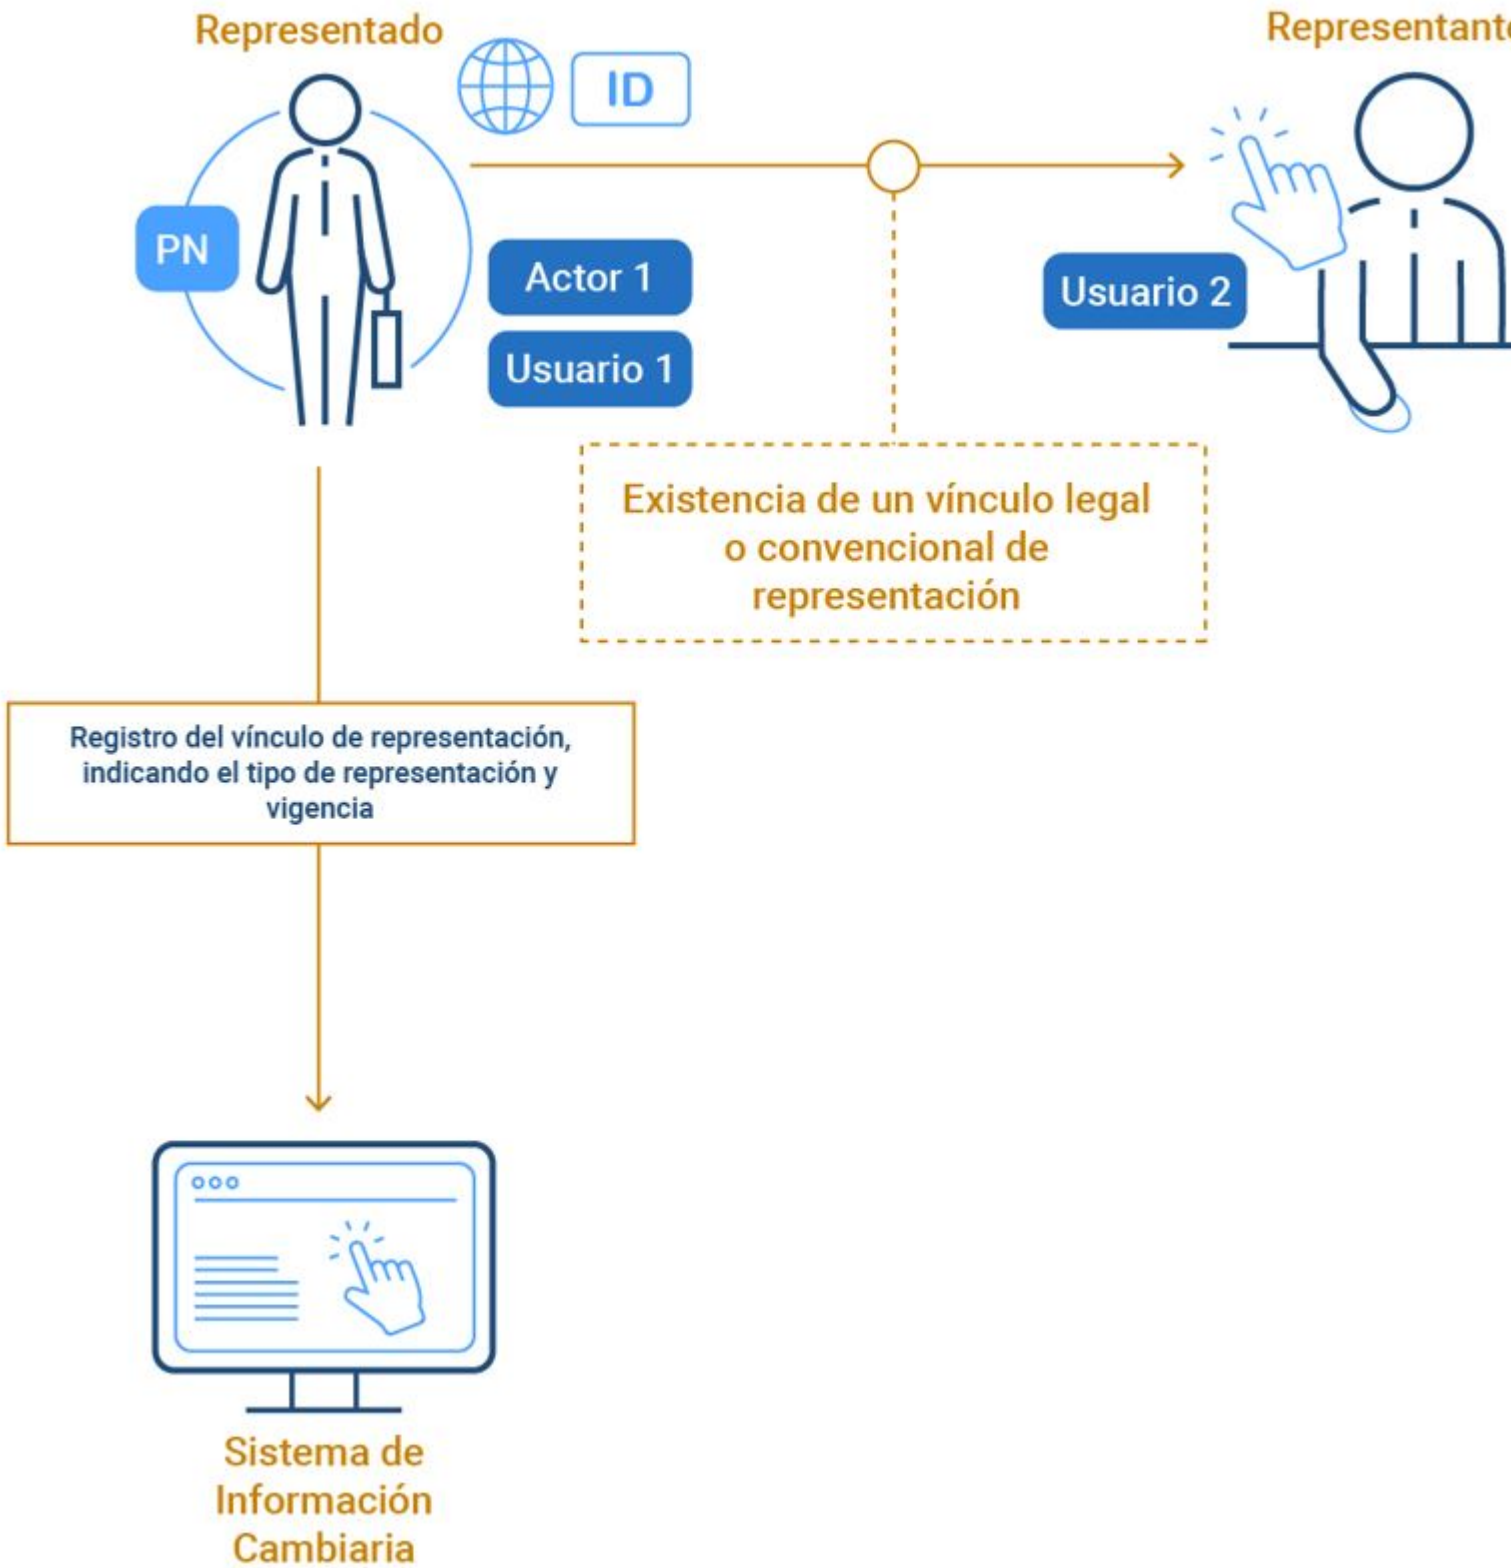 Representado
Representante
ID
PN
Actor 1
Usuario 1
Usuario 2
Existencia de un vínculo legal
o convencional de
representación
Registro del vínculo de representación,
indicando el tipo de representación y
vigencia
Sistema de
Información
Cambiaria